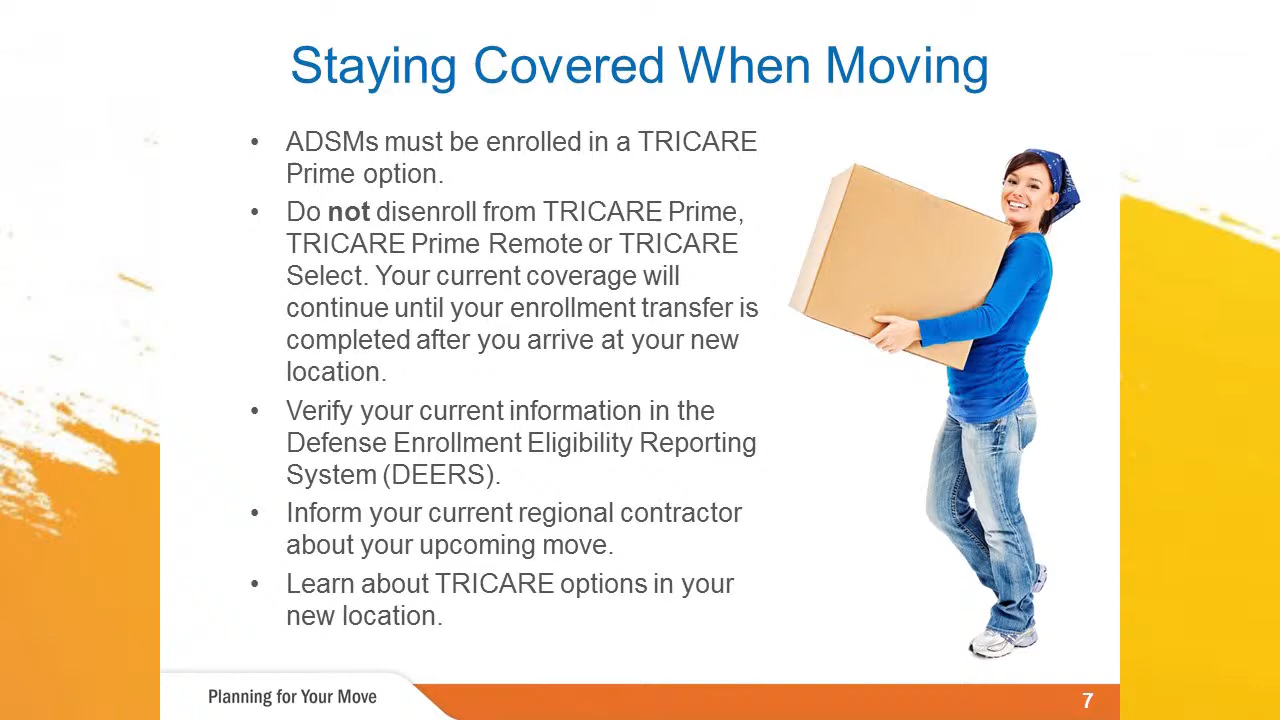 Staying Covered When Moving
• ADSMs must be enrolled in a TRICARE
Prime option.
• Do not disenroll from TRICARE Prime,
TRICARE Prime Remote or TRICARE
Select. Your current coverage will
continue until your enrollment transfer is
completed after you arrive at your new
location.
• Verify your current information in the
Defense Enrollment Eligibility Reporting
System (DEERS).
• Inform your current regional contractor
about your upcoming move.
• Learn about TRICARE options in your
new location.
Planning for Your Move
7